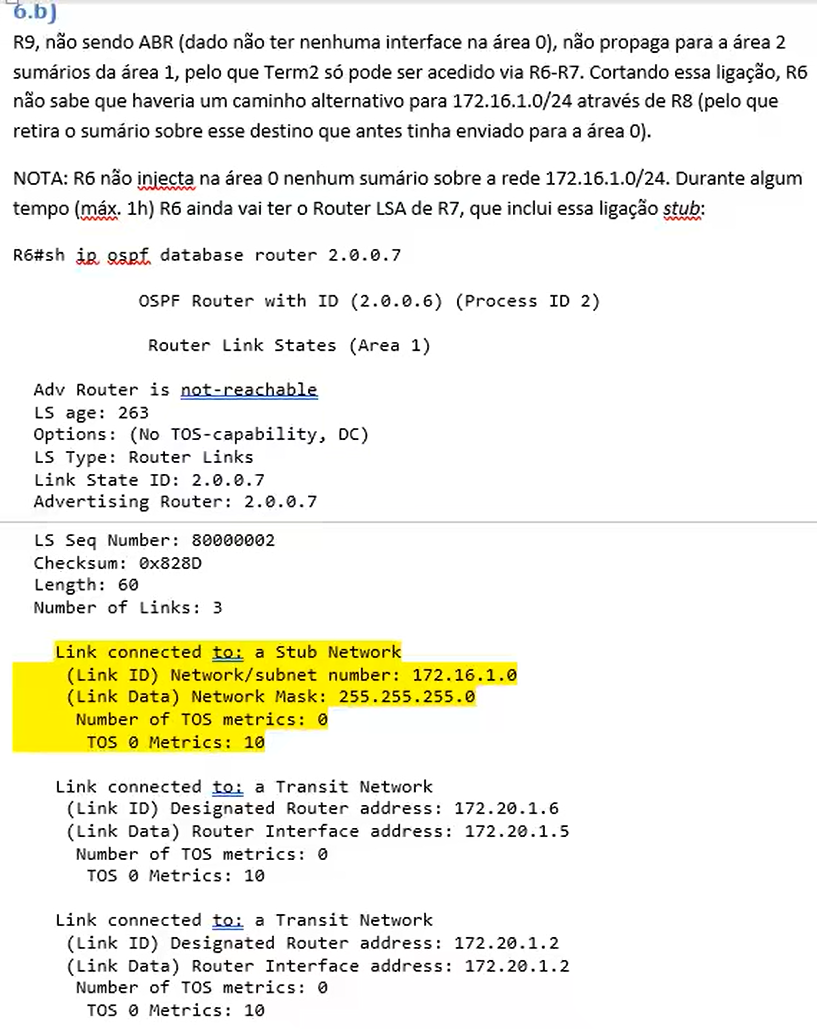 6.b)
R9, não sendo ABR (dado não ter nenhuma interface na área 0), não propaga para a área 2
sumários da área 1, pelo que Term2 só pode ser acedido via R6-R7. Cortando essa ligação, R6
não sabe que haveria um caminho alternativo para 172.16.1.0/24 através de R8 (pelo que
retira o sumário sobre esse destino que antes tinha enviado para a área 0).
NOTA: R6 não injecta na área 0 nenhum sumário sobre a rede 172.16.1.0/24. Durante algum
tempo (máx. 1h) R6 ainda vai ter o Router LSA de R7, que inclui essa ligação stub:
R6#sh ip ospf database router 2.0.0.7
OSPF Router with ID (2.0.0.6) (Process ID 2)
Router Link States (Area 1)
Adv Router is not-reachable
LS age: 263
Options: (No TOS-capability, DC)
LS Type: Router Links
Link State ID: 2.0.0.7
Advertising Router: 2.0.0.7
LS Seq Number: 80000002
Checksum: 0x828D
Length: 60
Number of Links: 3
Link connected to: a Stub Network
(Link ID) Network/subnet number: 172.16.1.0
(Link Data) Network Mask: 255.255.255.0
Number of TOS metrics: 0
TOS 0 Metrics: 10
Link connected to: a Transit Network
(Link ID) Designated Router address: 172.20.1.6
(Link Data) Router Interface address: 172.20.1.5
Number of TOS metrics: 0
TOS 0 Metrics: 10
Link connected to: a Transit Network
(Link ID) Designated Router address: 172.20.1.2
(Link Data) Router Interface address: 172.20.1.2
Number of TOS metrics: 0
TOS 0 Metrics: 10